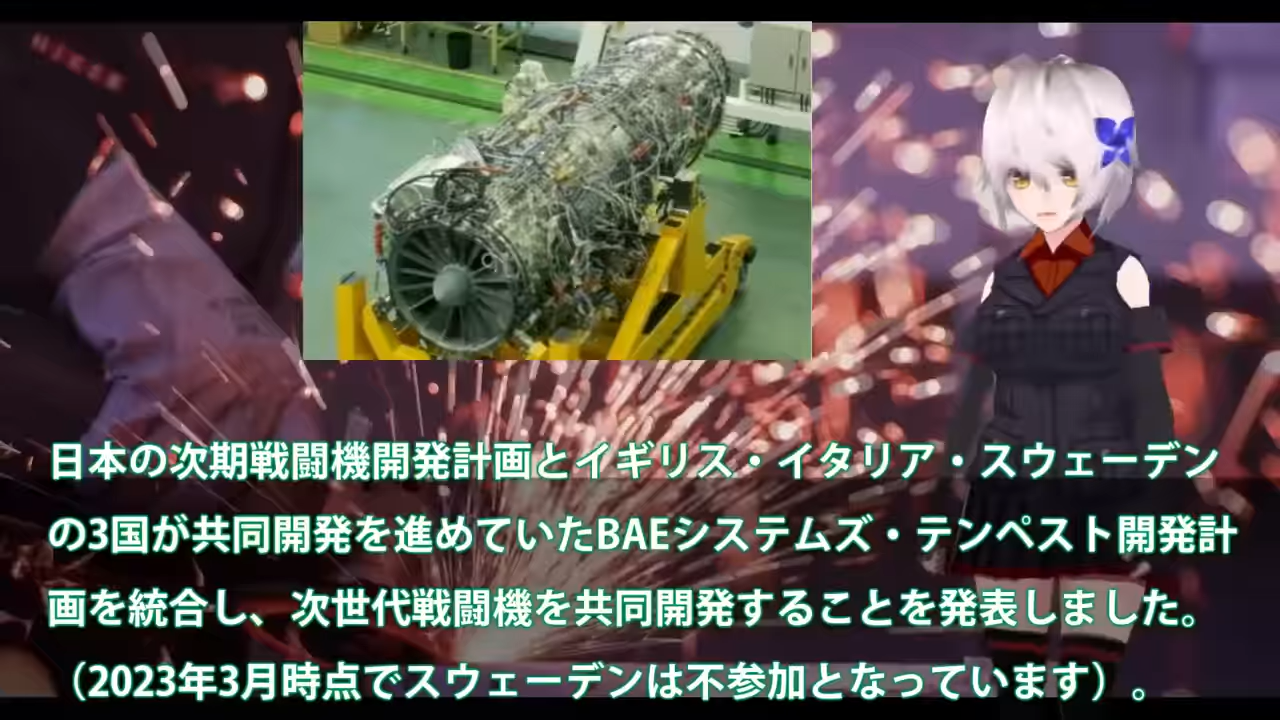 日本の次期戦闘機開発計画とイギリス・イタリア・スウェーデン
の3国が共同開発を進めていたBAEシステムズ・テンペスト開発計
画を統合し、次世代戦闘機を共同開発することを発表しました。
（2023年3月時点でスウェーデンは不参加となっています）。